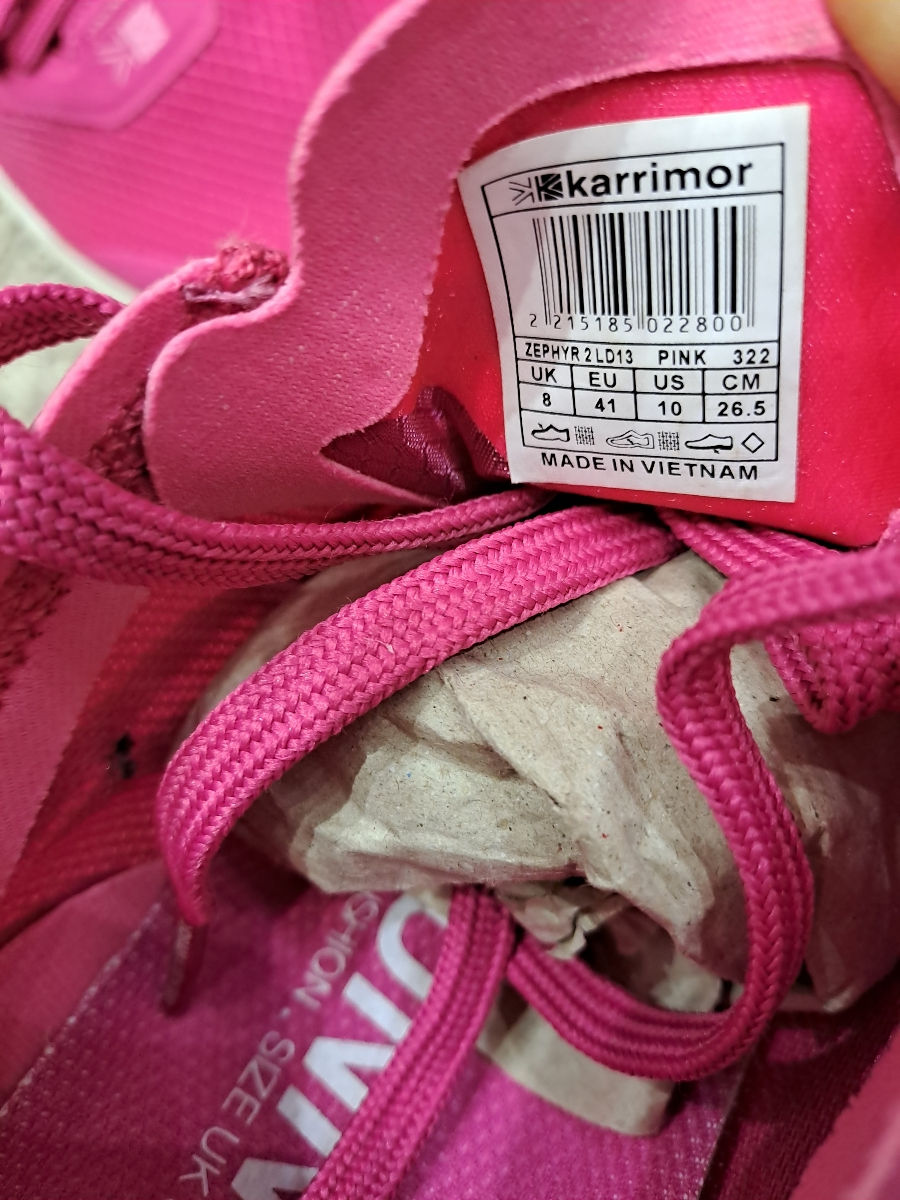 karrimor
2 215185 022800
ZEPHYR 2 LD13 PINK 322
UK EU US CM
8 41 10 26.5
MADE IN VIETNAM
SIZE UK